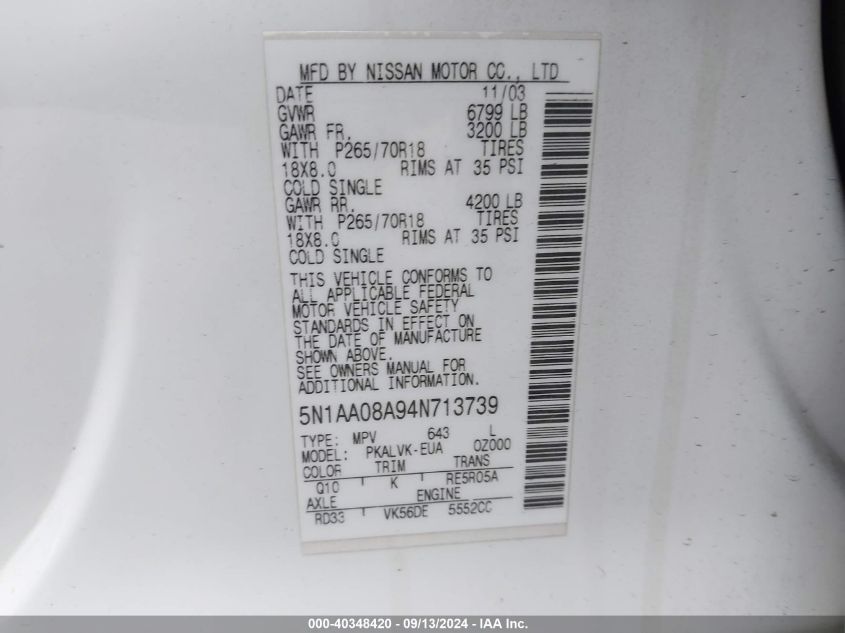 MFD BY NISSAN MOTOR CO., LTD
DATE 11/03
GVWR 6799 LB
GAWR FR. 3200 LB
WITH P265/70R18 TIRES
18X8.0 RIMS AT 35 PSI
COLD SINGLE
GAWR RR. 4200 LB
WITH P265/70R18 TIRES
18X8.0 RIMS AT 35 PSI
COLD SINGLE
THIS VEHICLE CONFORMS TO
ALL APPLICABLE FEDERAL
MOTOR VEHICLE SAFETY
STANDARDS IN EFFECT ON
THE DATE OF MANUFACTURE
SHOWN ABOVE.
SEE OWNERS MANUAL FOR
ADDITIONAL INFORMATION.
5N1AA08A94N713739
TYPE: MPV 643 L
MODEL: PKALVK-EUA 0Z000
COLOR TRIM TRANS
Q10 K RE5R05A
AXLE ENGINE
RD33 VK56DE 5552CC
000-40348420 - 09/13/2024 - IAA Inc.